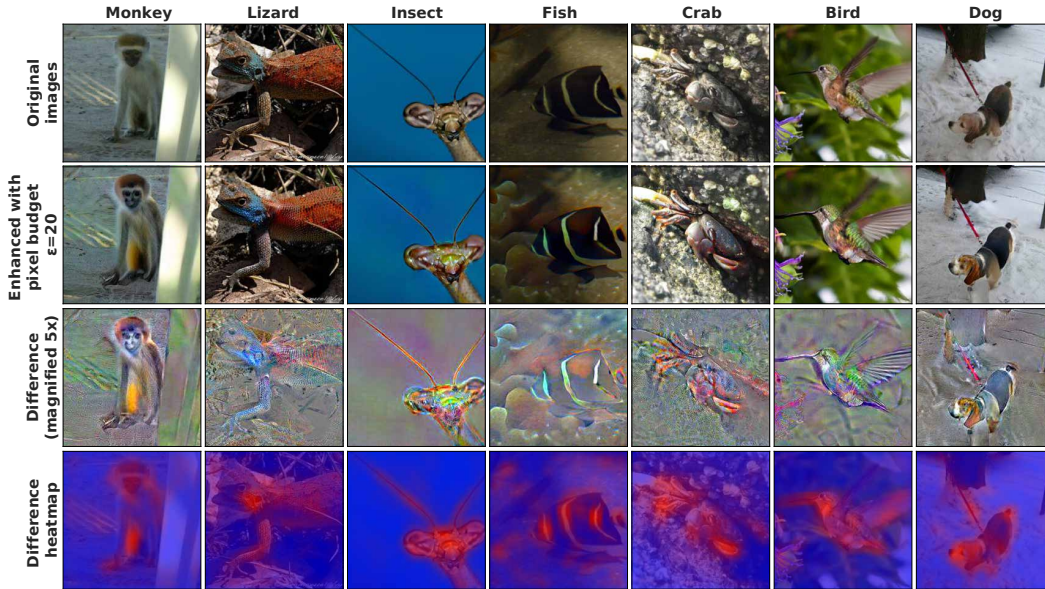 Monkey Lizard Insect Fish Crab Bird Dog
Original
images
Enhanced with
pixel budget
ε=20
Difference
(magnified 5x)
Difference
heatmap